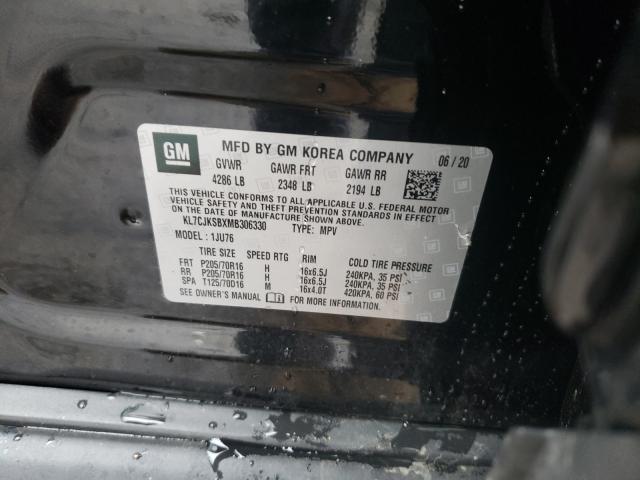 GM
MFD BY GM KOREA COMPANY 06 / 20
GVWR GAWR FRT GAWR RR
4286 LB 2348 LB 2194 LB
THIS VEHICLE CONFORMS TO ALL APPLICABLE U.S. FEDERAL MOTOR
VEHICLE SAFETY AND THEFT PREVENTION STANDARDS IN
EFFECT ON THE DATE OF MANUFACTURE SHOWN ABOVE.
KL7CJKSBXMB306330 TYPE: MPV
MODEL : 1JU76
TIRE SIZE SPEED RTG RIM COLD TIRE PRESSURE
FRT P205/70R16 H 16x6.5J 240KPA, 35 PSI
RR P205/70R16 H 16x6.5J 240KPA, 35 PSI
SPA T125/70D16 M 16x4.0T 420KPA, 60 PSI
SEE OWNER'S MANUAL FOR MORE INFORMATION.